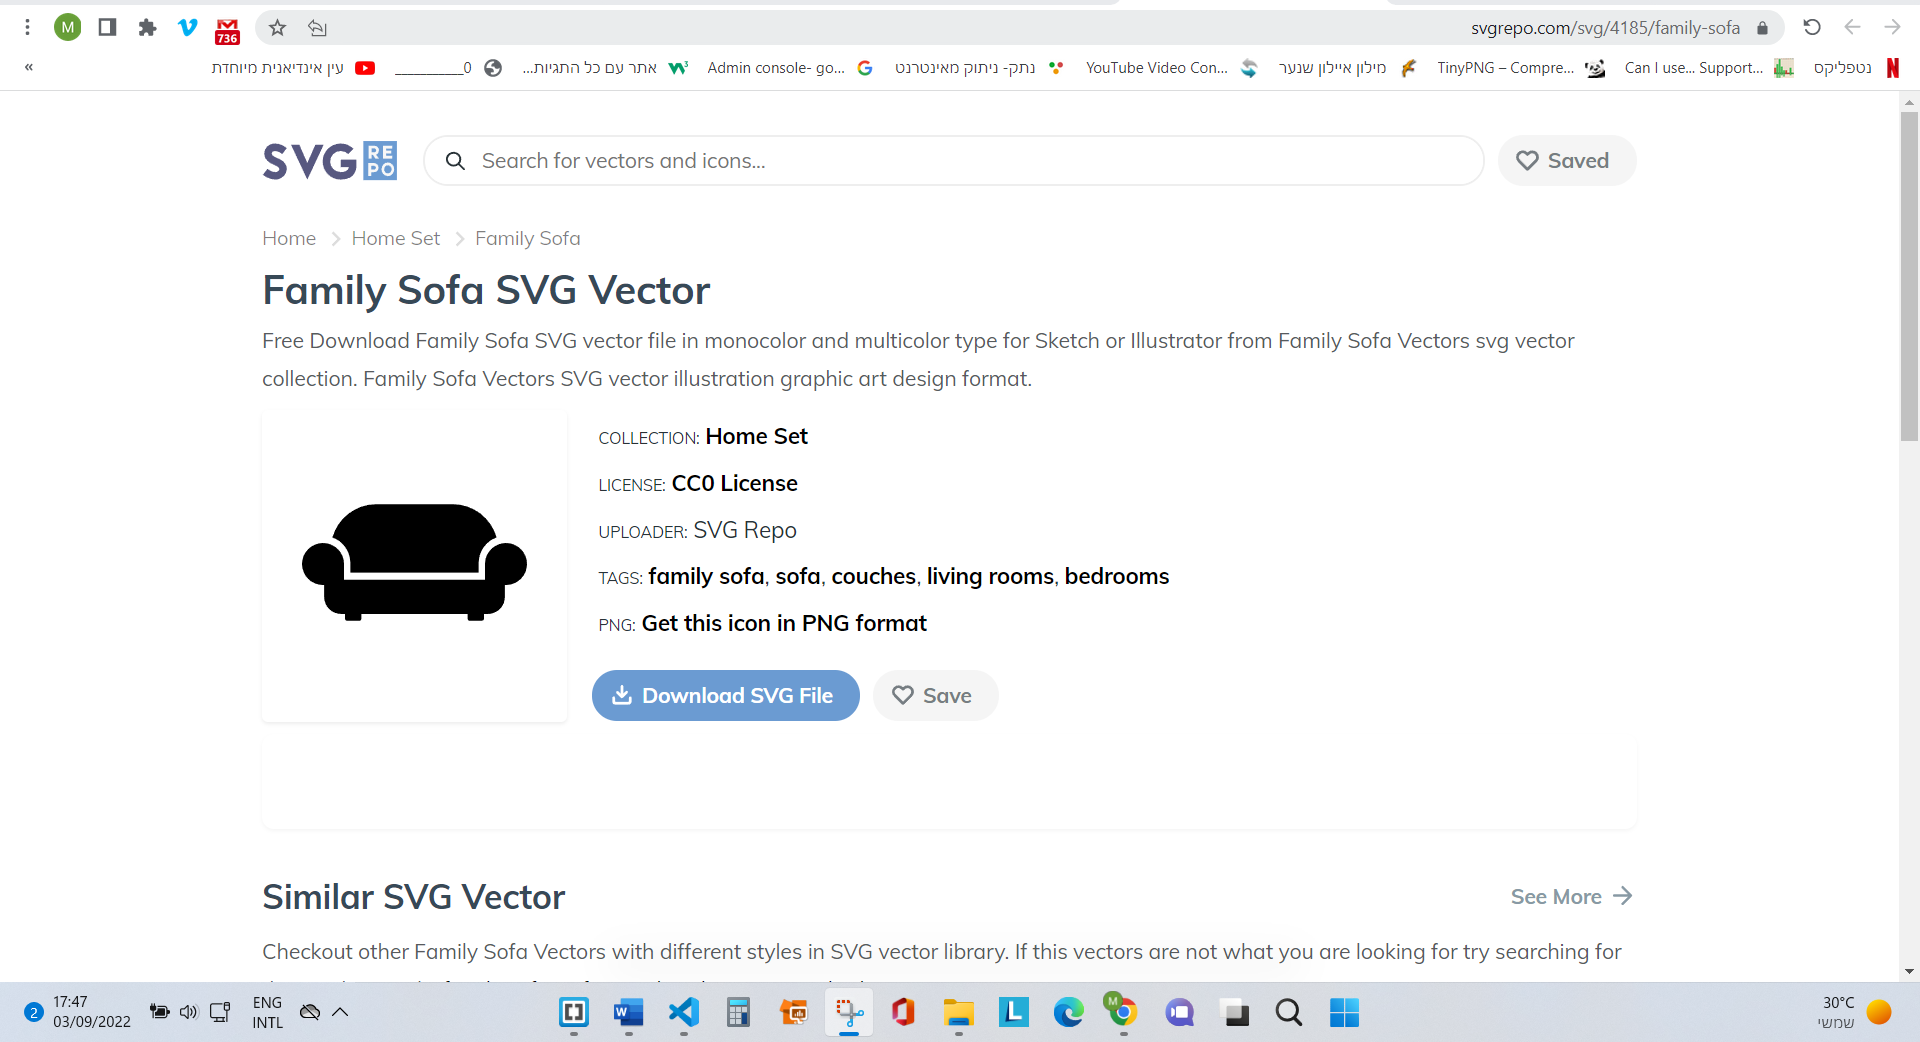 M
736
svgrepo.com/svg/4185/family-sofa
«
עין אינדיאנית מיוחדת
__________0
אתר עם כל התגיות...
Admin console- go...
נתק- ניתוק מאינטרנט
YouTube Video Con...
מילון איילון שנער
TinyPNG – Compre...
Can I use... Support...
נטפליקס
SVG REPO
Search for vectors and icons...
Saved
Home
Home Set
Family Sofa
Family Sofa SVG Vector
Free Download Family Sofa SVG vector file in monocolor and multicolor type for Sketch or Illustrator from Family Sofa Vectors svg vector
collection. Family Sofa Vectors SVG vector illustration graphic art design format.
COLLECTION: Home Set
LICENSE: CC0 License
UPLOADER: SVG Repo
TAGS: family sofa, sofa, couches, living rooms, bedrooms
PNG: Get this icon in PNG format
Download SVG File
Save
Similar SVG Vector
See More
Checkout other Family Sofa Vectors with different styles in SVG vector library. If this vectors are not what you are looking for try searching for
2
17:47
03/09/2022
ENG
INTL
30°C
שמשי